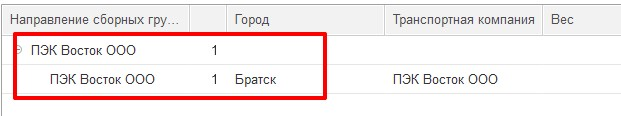 Направление сборных гру... Город Транспортная компания Вес
ПЭК Восток ООО 1
ПЭК Восток ООО 1 Братск ПЭК Восток ООО